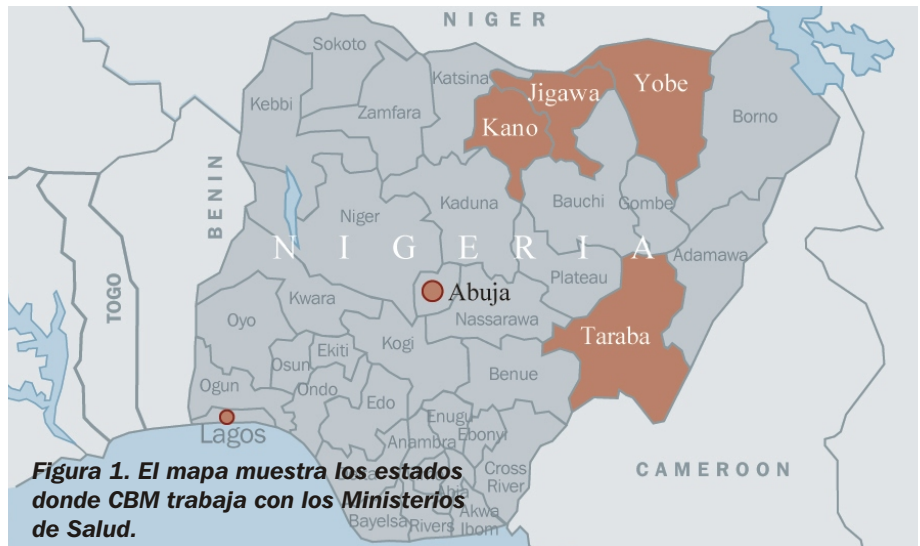 NIGER
Sokoto
Katsina
Jigawa
Yobe
Kebbi
Zamfara
Kano
Borno
BENIN
Niger
Kaduna
Bauchi
Gombe
NIGERIA
Adamawa
TOGO
Kwara
Abuja
Plateau
Nassarawa
Oyo
Taraba
Osun
Ekiti
Kogi
Ogun
Ondo
Edo
Benue
Enugu
Lagos
Anambra
Ebonyi
Figura 1. El mapa muestra los estados
donde CBM trabaja con los Ministerios
de Salud.
Cross
River
CAMEROON
Abia
Akwa
Ibom
Bayelsa
Rivers